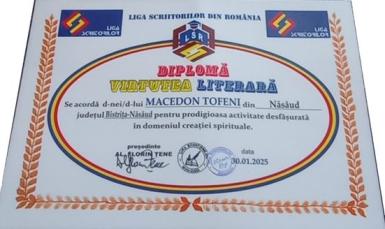 LIGA SCRIITORILOR DIN ROMÂNIA
LIGA
SCRIITORILOR
LIGA
SCRIITORILOR
LSR
DIPLOMĂ
VIRTUTEA LITERARĂ
Se acordă d-nei/d-lui MACEDON TOFENI din Năsăud
județul Bistrița-Năsăud pentru prodigioasa activitate desfășurată
în domeniul creației spirituale.
președinte
AL. FLORIN ȚENE
data
30.01.2025